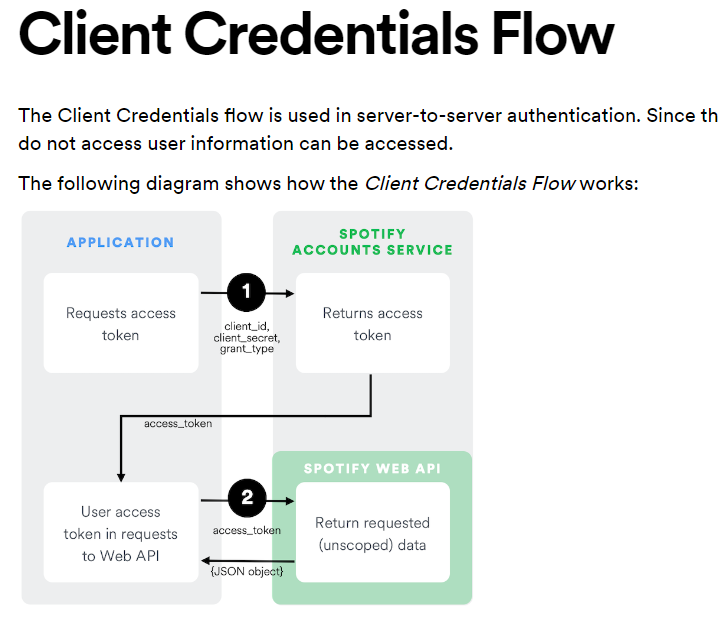 Client Credentials Flow
The Client Credentials flow is used in server-to-server authentication. Since th
do not access user information can be accessed.
The following diagram shows how the Client Credentials Flow works:
APPLICATION
SPOTIFY
ACCOUNTS SERVICE
Requests access
token
1
client_id,
client_secret,
grant_type
Returns access
token
access_token
SPOTIFY WEB API
User access
token in requests
to Web API
2
access_token
{JSON object}
Return requested
(unscoped) data